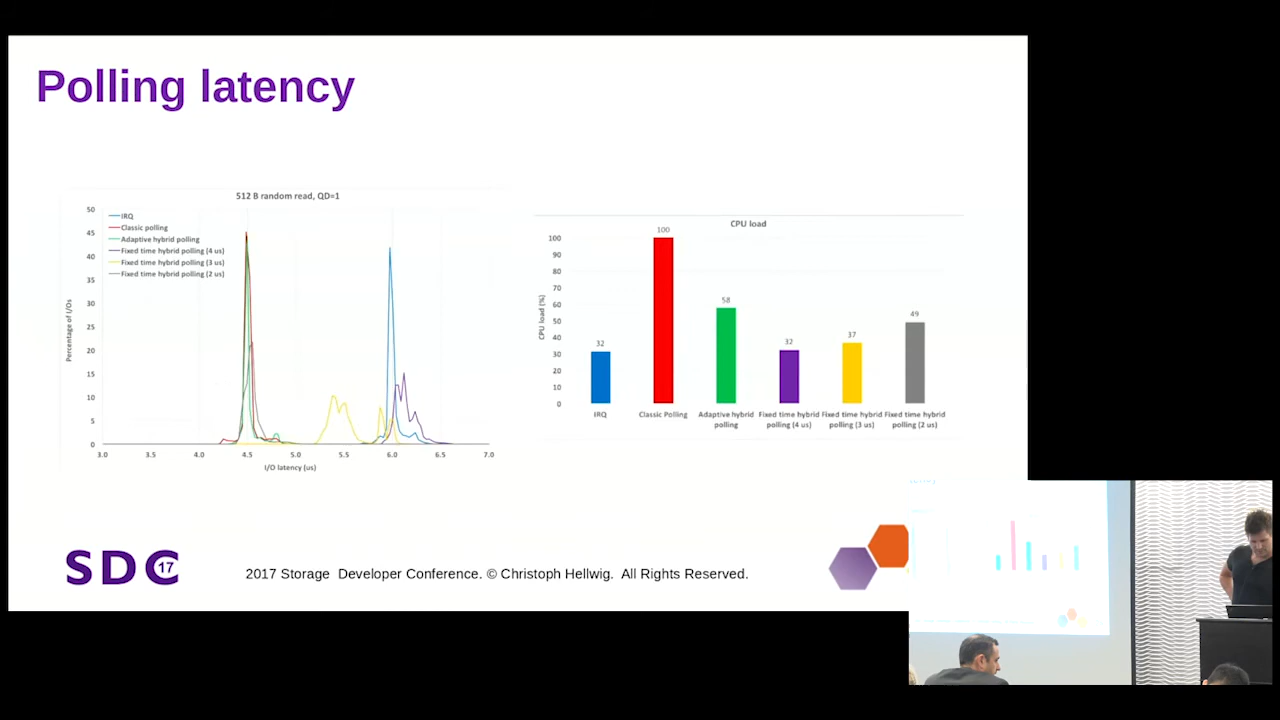 Polling latency
512 B random read, QD=1
50
45
40
35
30
25
20
15
10
5
0
Percentage of I/Os
IRQ
Classic polling
Adaptive hybrid polling
Fixed time hybrid polling (4 us)
Fixed time hybrid polling (3 us)
Fixed time hybrid polling (2 us)
3.0 3.5 4.0 4.5 5.0 5.5 6.0 6.5 7.0
I/O latency (us)
CPU load
100
90
80
70
60
50
40
30
20
10
0
CPU load (%)
32
100
58
32
37
49
IRQ
Classic Polling
Adaptive hybrid
polling
Fixed time hybrid
polling (4 us)
Fixed time hybrid
polling (3 us)
Fixed time hybrid
polling (2 us)
SDC 17
2017 Storage Developer Conference. © Christoph Hellwig. All Rights Reserved.